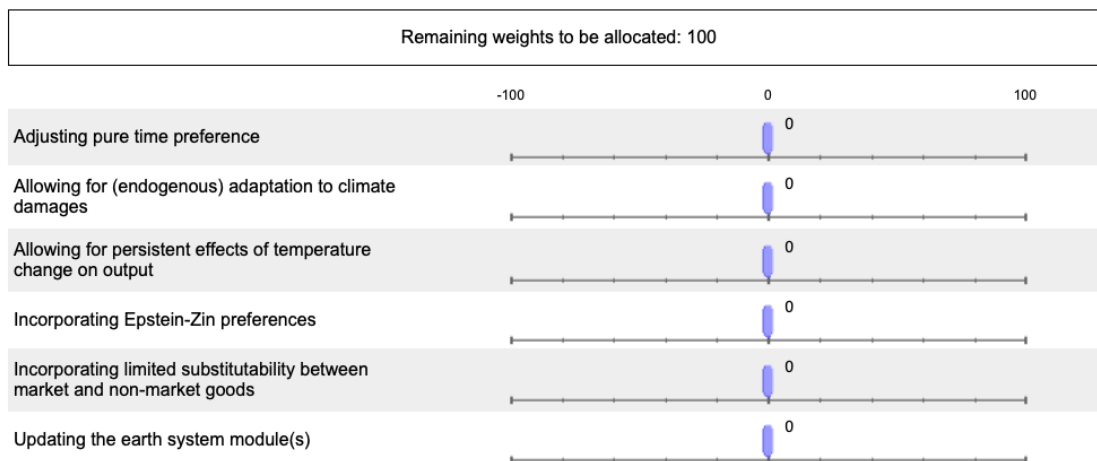 Remaining weights to be allocated: 100
-100 0 100
Adjusting pure time preference 0
Allowing for (endogenous) adaptation to climate 0
damages
Allowing for persistent effects of temperature 0
change on output
Incorporating Epstein-Zin preferences 0
Incorporating limited substitutability between 0
market and non-market goods
Updating the earth system module(s) 0